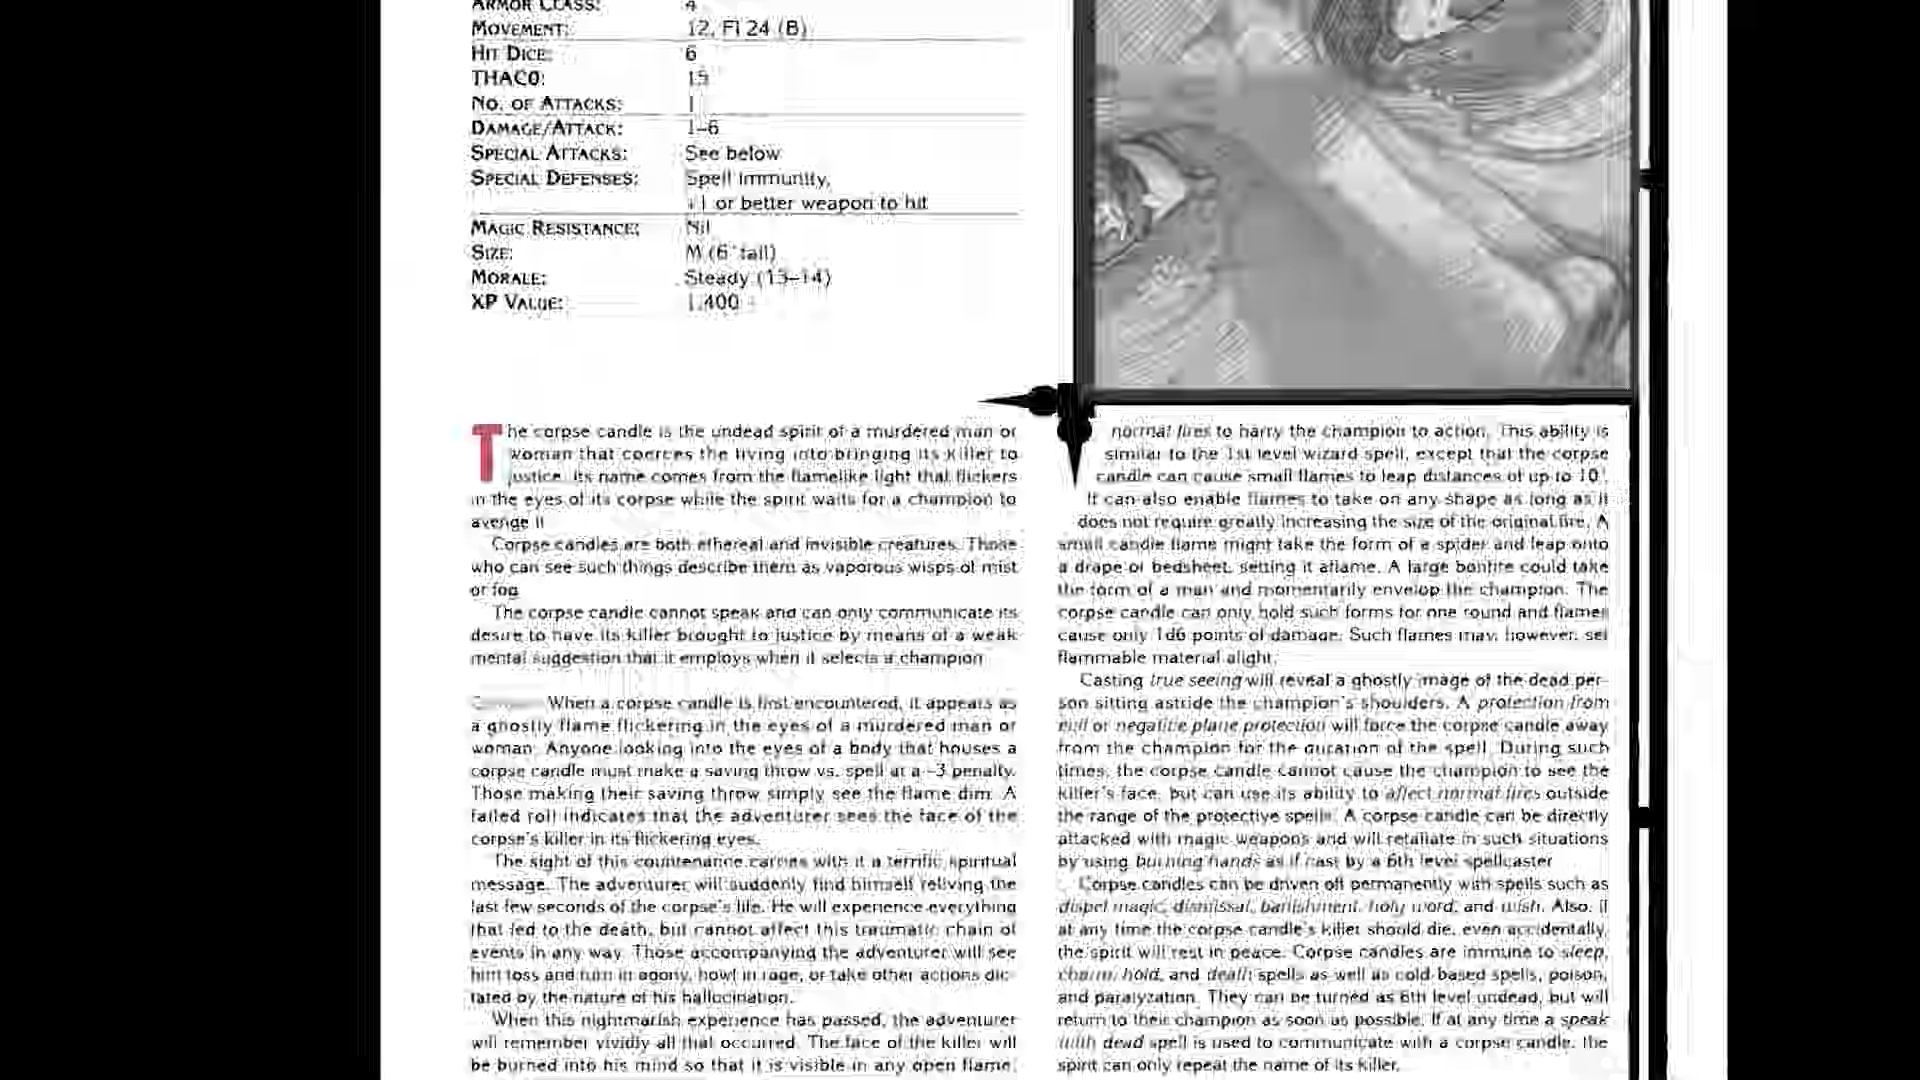 ARMOR CLASS: 4
MOVEMENT: 12, Fl 24 (B)
HIT DICE: 6
THAC0: 15
NO. OF ATTACKS: 1
DAMAGE/ATTACK: 1–6
SPECIAL ATTACKS: See below
SPECIAL DEFENSES: Spell immunity,
+1 or better weapon to hit
MAGIC RESISTANCE: Nil
SIZE: M (6' tall)
MORALE: Steady (13–14)
XP VALUE: 1,400
The corpse candle is the undead spirit of a murdered man or
woman that coerces the living into bringing its killer to
justice. Its name comes from the flamelike light that flickers
in the eyes of its corpse while the spirit waits for a champion to
avenge it.
Corpse candles are both ethereal and invisible creatures. Those
who can see such things describe them as vaporous wisps of mist
or fog.
The corpse candle cannot speak and can only communicate its
desire to have its killer brought to justice by means of a weak
mental suggestion that it employs when it selects a champion.
When a corpse candle is first encountered, it appears as
a ghostly flame flickering in the eyes of a murdered man or
woman. Anyone looking into the eyes of a body that houses a
corpse candle must make a saving throw vs. spell at a –3 penalty.
Those making their saving throw simply see the flame dim. A
failed roll indicates that the adventurer sees the face of the
corpse's killer in its flickering eyes.
The sight of this countenance carries with it a terrific spiritual
message. The adventurer will suddenly find himself reliving the
last few seconds of the corpse's life. He will experience everything
that led to the death, but cannot affect this traumatic chain of
events in any way. Those accompanying the adventurer will see
him toss and turn in agony, howl in rage, or take other actions dic-
tated by the nature of his hallucination.
When this nightmarish experience has passed, the adventurer
will remember vividly all that occurred. The face of the killer will
be burned into his mind so that it is visible in any open flame,
normal fires to harry the champion to action. This ability is
similar to the 1st level wizard spell, except that the corpse
candle can cause small flames to leap distances of up to 10'.
It can also enable flames to take on any shape as long as it
does not require greatly increasing the size of the original fire. A
small candle flame might take the form of a spider and leap onto
a drape or bedsheet, setting it aflame. A large bonfire could take
the form of a man and momentarily envelop the champion. The
corpse candle can only hold such forms for one round and flames
cause only 1d6 points of damage. Such flames may, however, set
flammable material alight.
Casting true seeing will reveal a ghostly image of the dead per-
son sitting astride the champion's shoulders. A protection from
evil or negative plane protection will force the corpse candle away
from the champion for the duration of the spell. During such
times, the corpse candle cannot cause the champion to see the
killer's face, but can use its ability to affect normal fires outside
the range of the protective spells. A corpse candle can be directly
attacked with magic weapons and will retaliate in such situations
by using burning hands as if cast by a 6th level spellcaster.
Corpse candles can be driven off permanently with spells such as
dispel magic, dismissal, banishment, holy word, and wish. Also, if
at any time the corpse candle's killer should die, even accidentally,
the spirit will rest in peace. Corpse candles are immune to sleep,
charm, hold, and death spells as well as cold-based spells, poison,
and paralyzation. They can be turned as 6th level undead, but will
return to their champion as soon as possible. If at any time a speak
with dead spell is used to communicate with a corpse candle, the
spirit can only repeat the name of its killer.